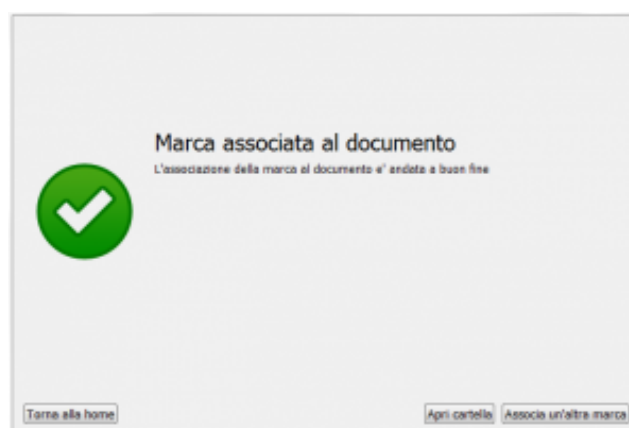 Marca associata al documento
L'associazione della marca al documento e' andata a buon fine
Torna alla home
Apri cartella
Associa un'altra marca